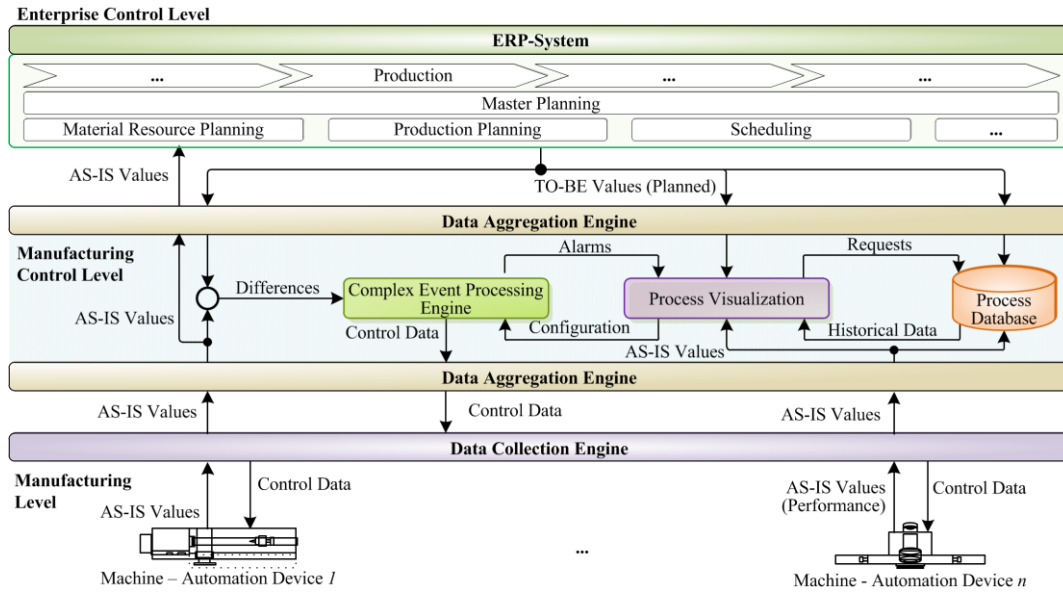 Enterprise Control Level
ERP-System
... Production ... ...
Master Planning
Material Resource Planning Production Planning Scheduling ...
AS-IS Values
TO-BE Values (Planned)
Data Aggregation Engine
Manufacturing
Control Level
Alarms Requests
Differences
Complex Event Processing
Engine
Process Visualization
Process
Database
AS-IS Values
Control Data
Configuration
Historical Data
AS-IS Values
Data Aggregation Engine
AS-IS Values Control Data AS-IS Values
Data Collection Engine
Manufacturing
Level
Control Data
AS-IS Values
AS-IS Values
(Performance)
Control Data
...
Machine – Automation Device 1
Machine - Automation Device n